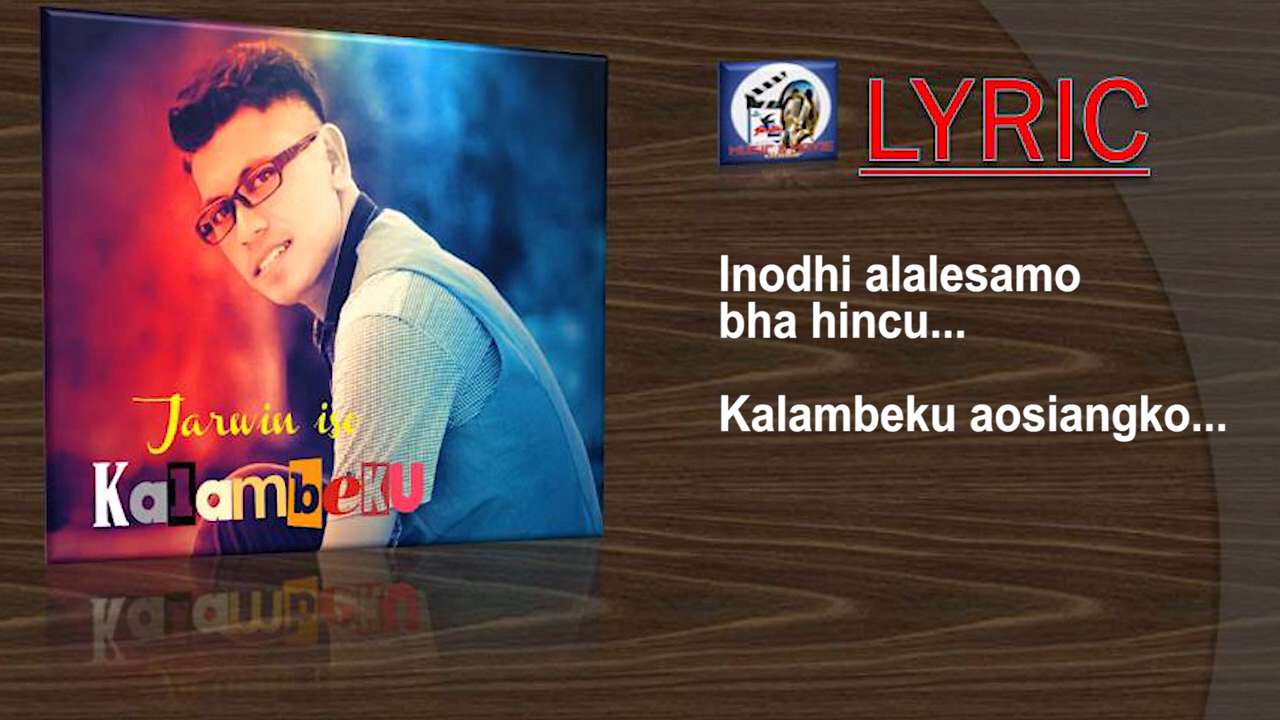 LYRIC
Inodhi alalesamo
bha hincu...
Kalambeku aosiangko...
Jarwin iso
Kalambeku